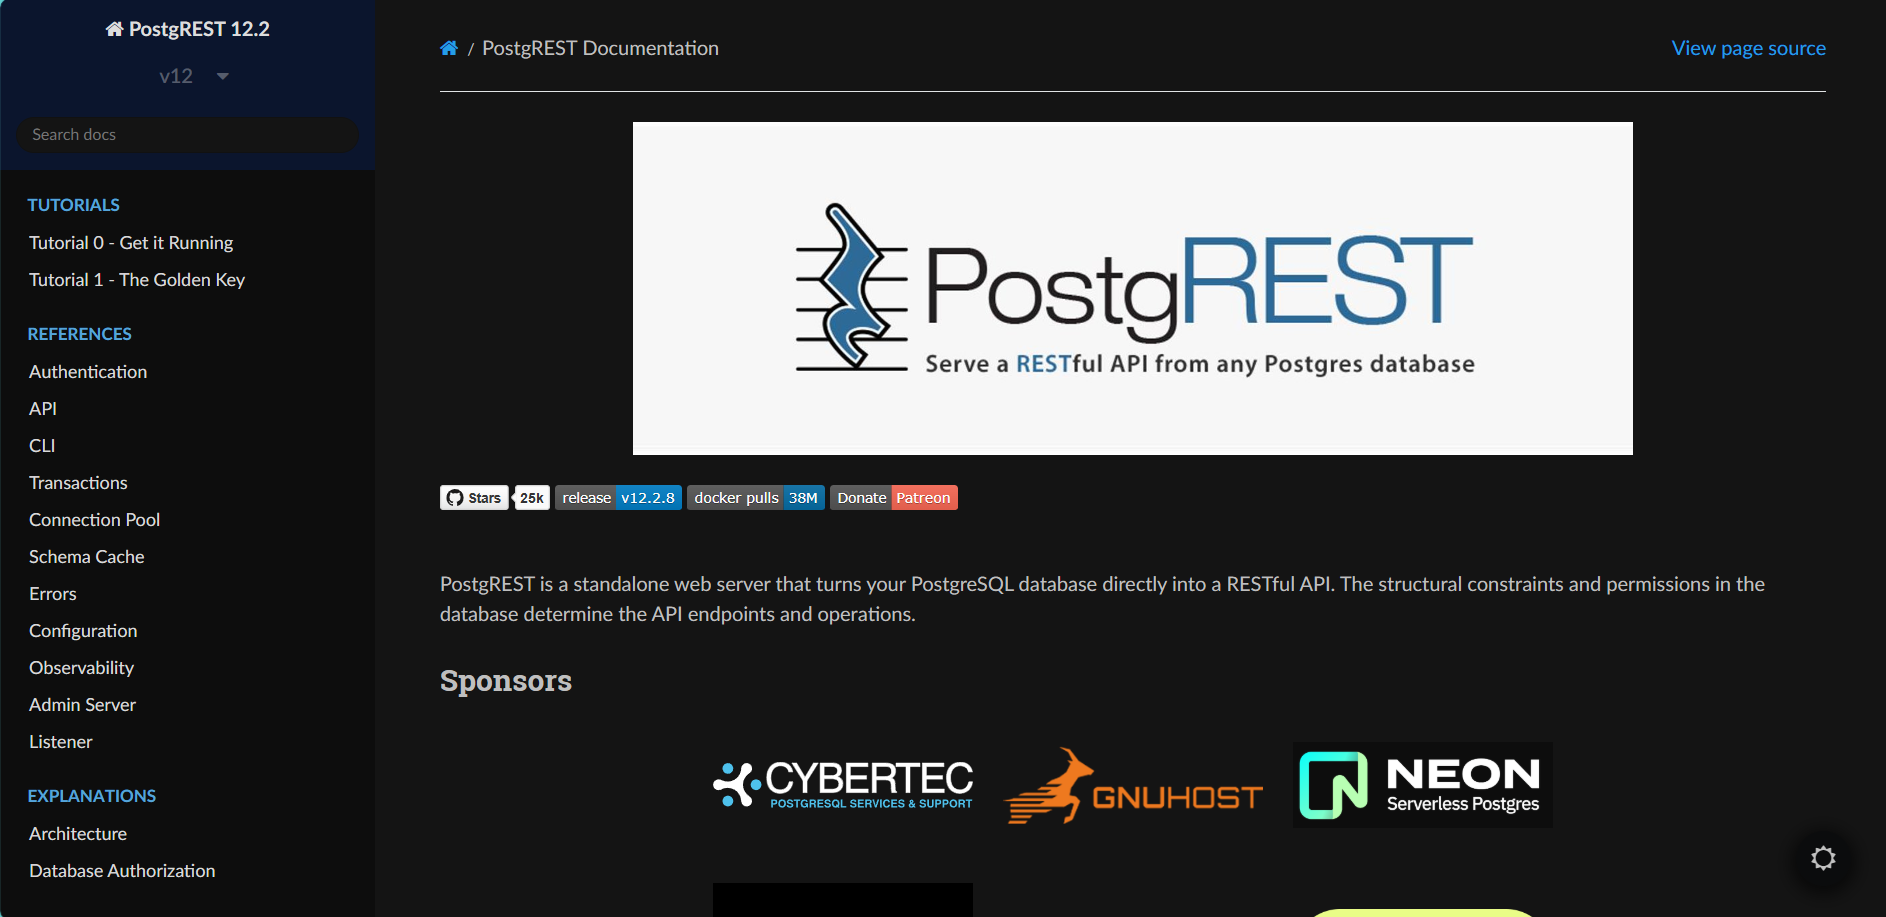 PostgREST 12.2
v12
Search docs
TUTORIALS
Tutorial 0 - Get it Running
Tutorial 1 - The Golden Key
REFERENCES
Authentication
API
CLI
Transactions
Connection Pool
Schema Cache
Errors
Configuration
Observability
Admin Server
Listener
EXPLANATIONS
Architecture
Database Authorization
/ PostgREST Documentation
View page source
PostgREST
Serve a RESTful API from any Postgres database
Stars 25k release v12.2.8 docker pulls 38M Donate Patreon
PostgREST is a standalone web server that turns your PostgreSQL database directly into a RESTful API. The structural constraints and permissions in the
database determine the API endpoints and operations.
Sponsors
CYBERTEC
POSTGRESQL SERVICES & SUPPORT
GNUHOST
NEON
Serverless Postgres